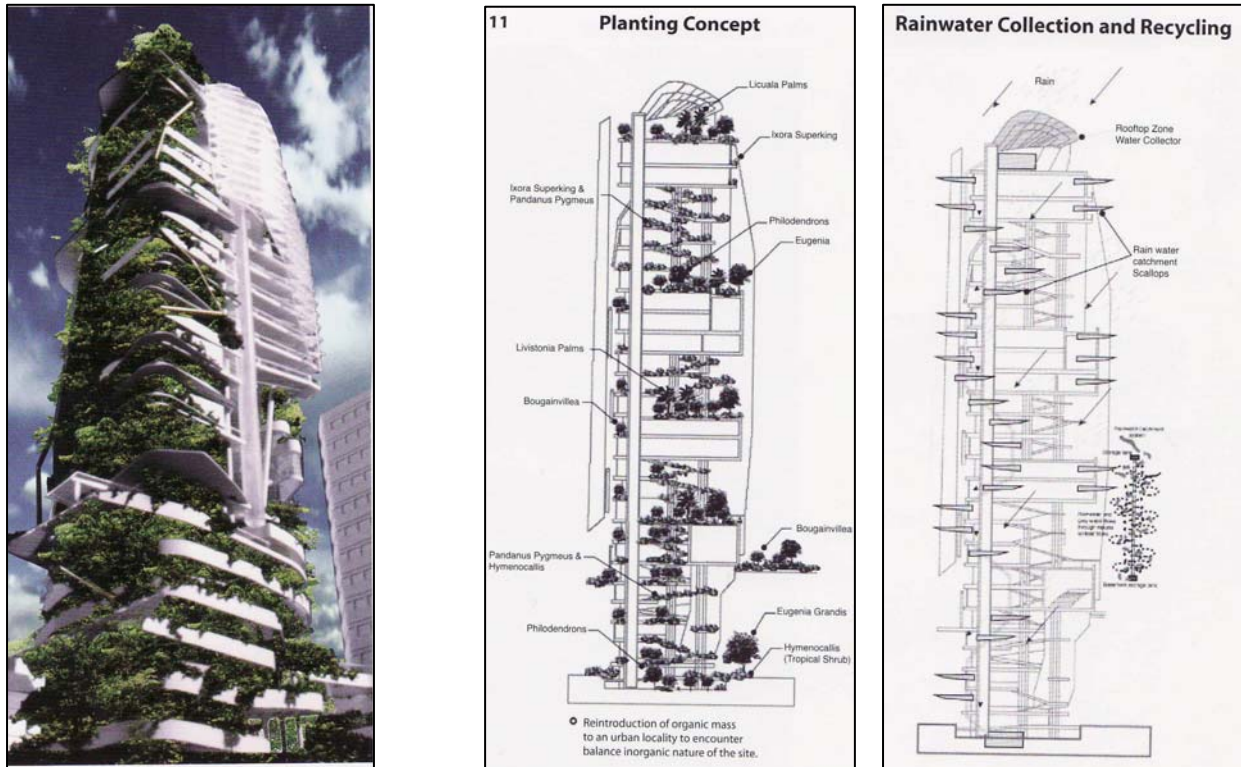 11
Planting Concept
Licuala Palms
Ixora Superking
Ixora Superking &
Pandanus Pygmeus
Philodendrons
Eugenia
Livistonia Palms
Bougainvillea
Bougainvillea
Pandanus Pygmeus &
Hymenocallis
Eugenia Grandis
Philodendrons
Hymenocallis
(Tropical Shrub)
Reintroduction of organic mass
to an urban locality to encounter
balance inorganic nature of the site.
Rainwater Collection and Recycling
Rain
Rooftop Zone
Water Collector
Rain water
catchment
Scallops